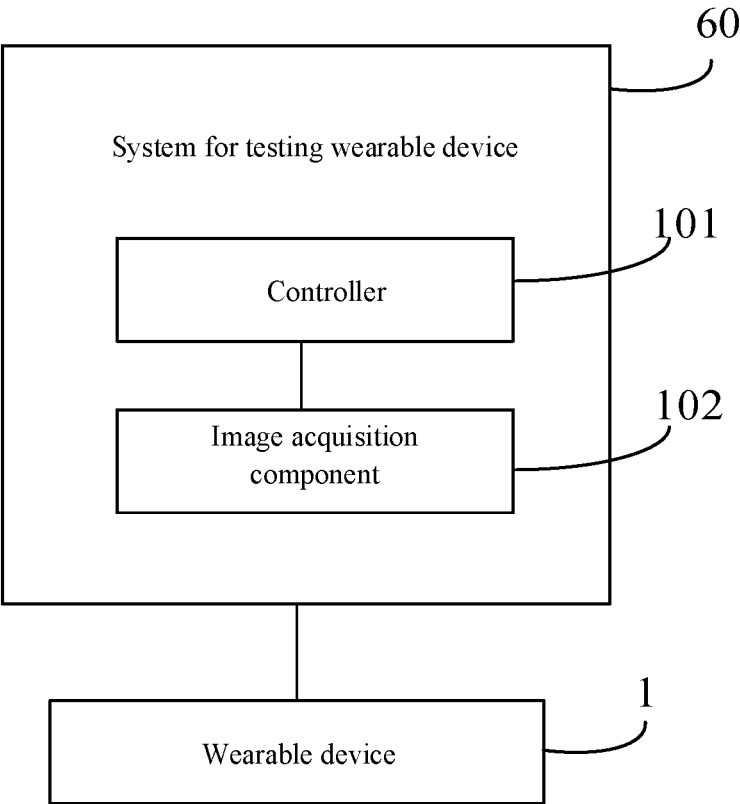 60
System for testing wearable device
101
Controller
102
Image acquisition
component
1
Wearable device